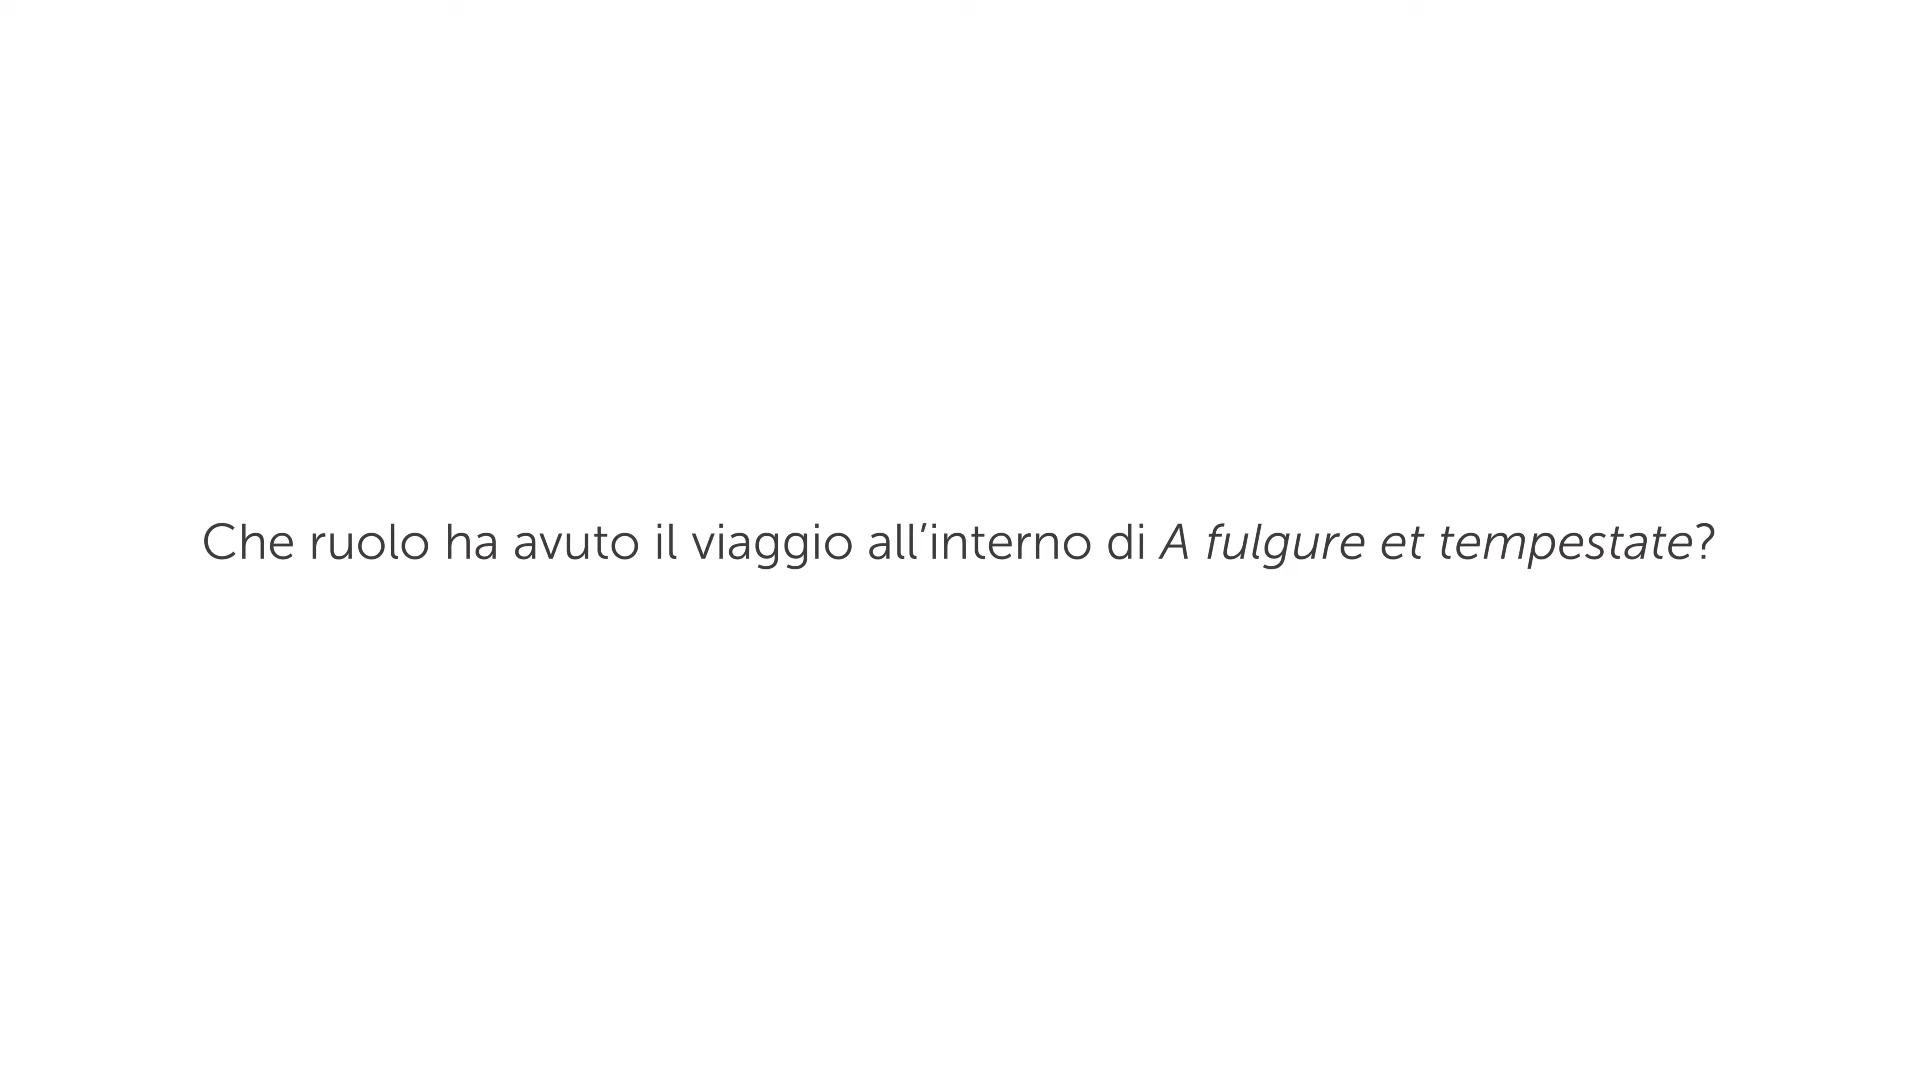 Che ruolo ha avuto il viaggio all’interno di A fulgure et tempestate?